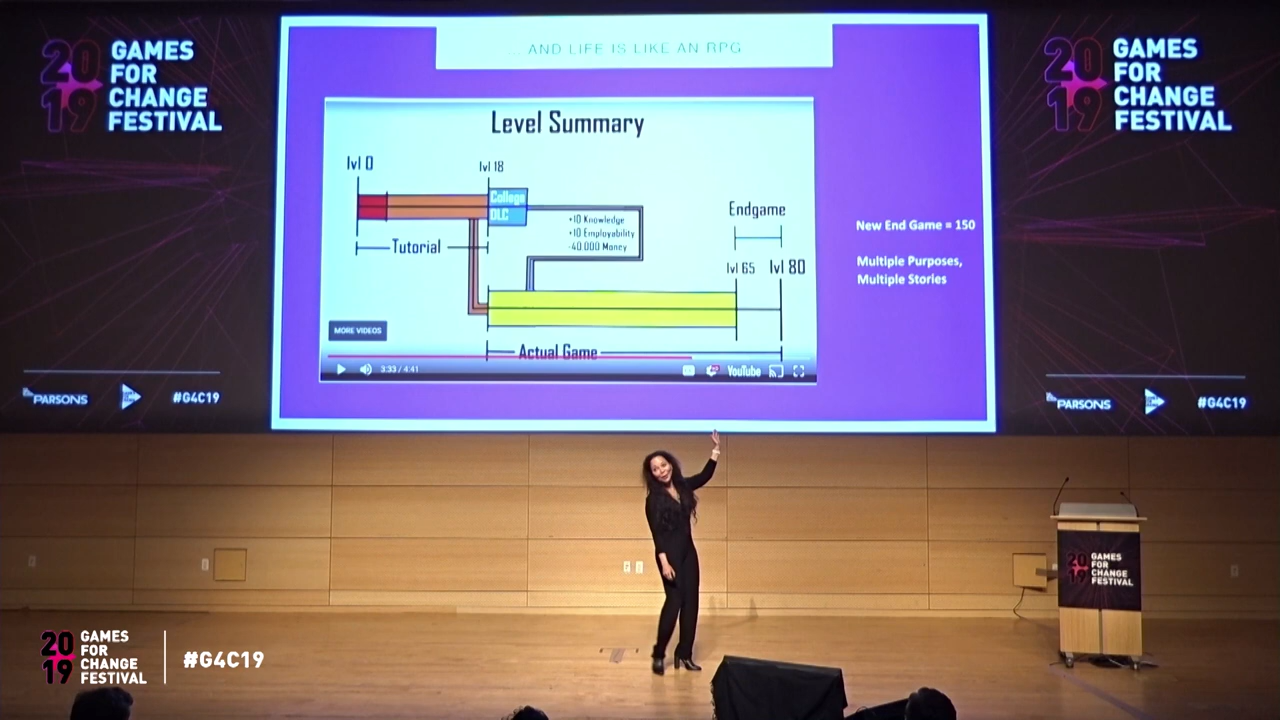 20
19
GAMES
FOR
CHANGE
FESTIVAL
PARSONS
#G4C19
... AND LIFE IS LIKE AN RPG
Level Summary
lvl 0
lvl 18
College
DLC
+10 Knowledge
+10 Employability
-40.000 Money
Tutorial
Endgame
lvl 65
lvl 80
Actual Game
MORE VIDEOS
3:33 / 4:41
YouTube
New End Game = 150
Multiple Purposes,
Multiple Stories
20
19
GAMES
FOR
CHANGE
FESTIVAL
PARSONS
#G4C19
20
19
GAMES
FOR
CHANGE
FESTIVAL
20
19
GAMES
FOR
CHANGE
FESTIVAL
#G4C19